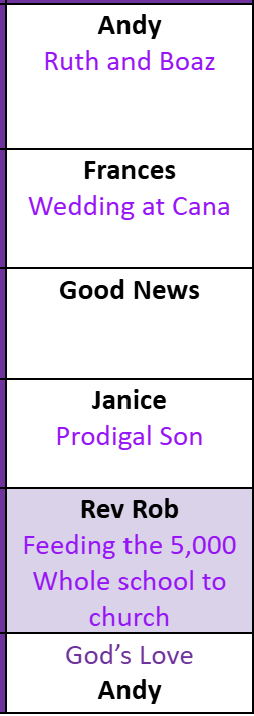 Andy
Ruth and Boaz
Frances
Wedding at Cana
Good News
Janice
Prodigal Son
Rev Rob
Feeding the 5,000
Whole school to
church
God’s Love
Andy